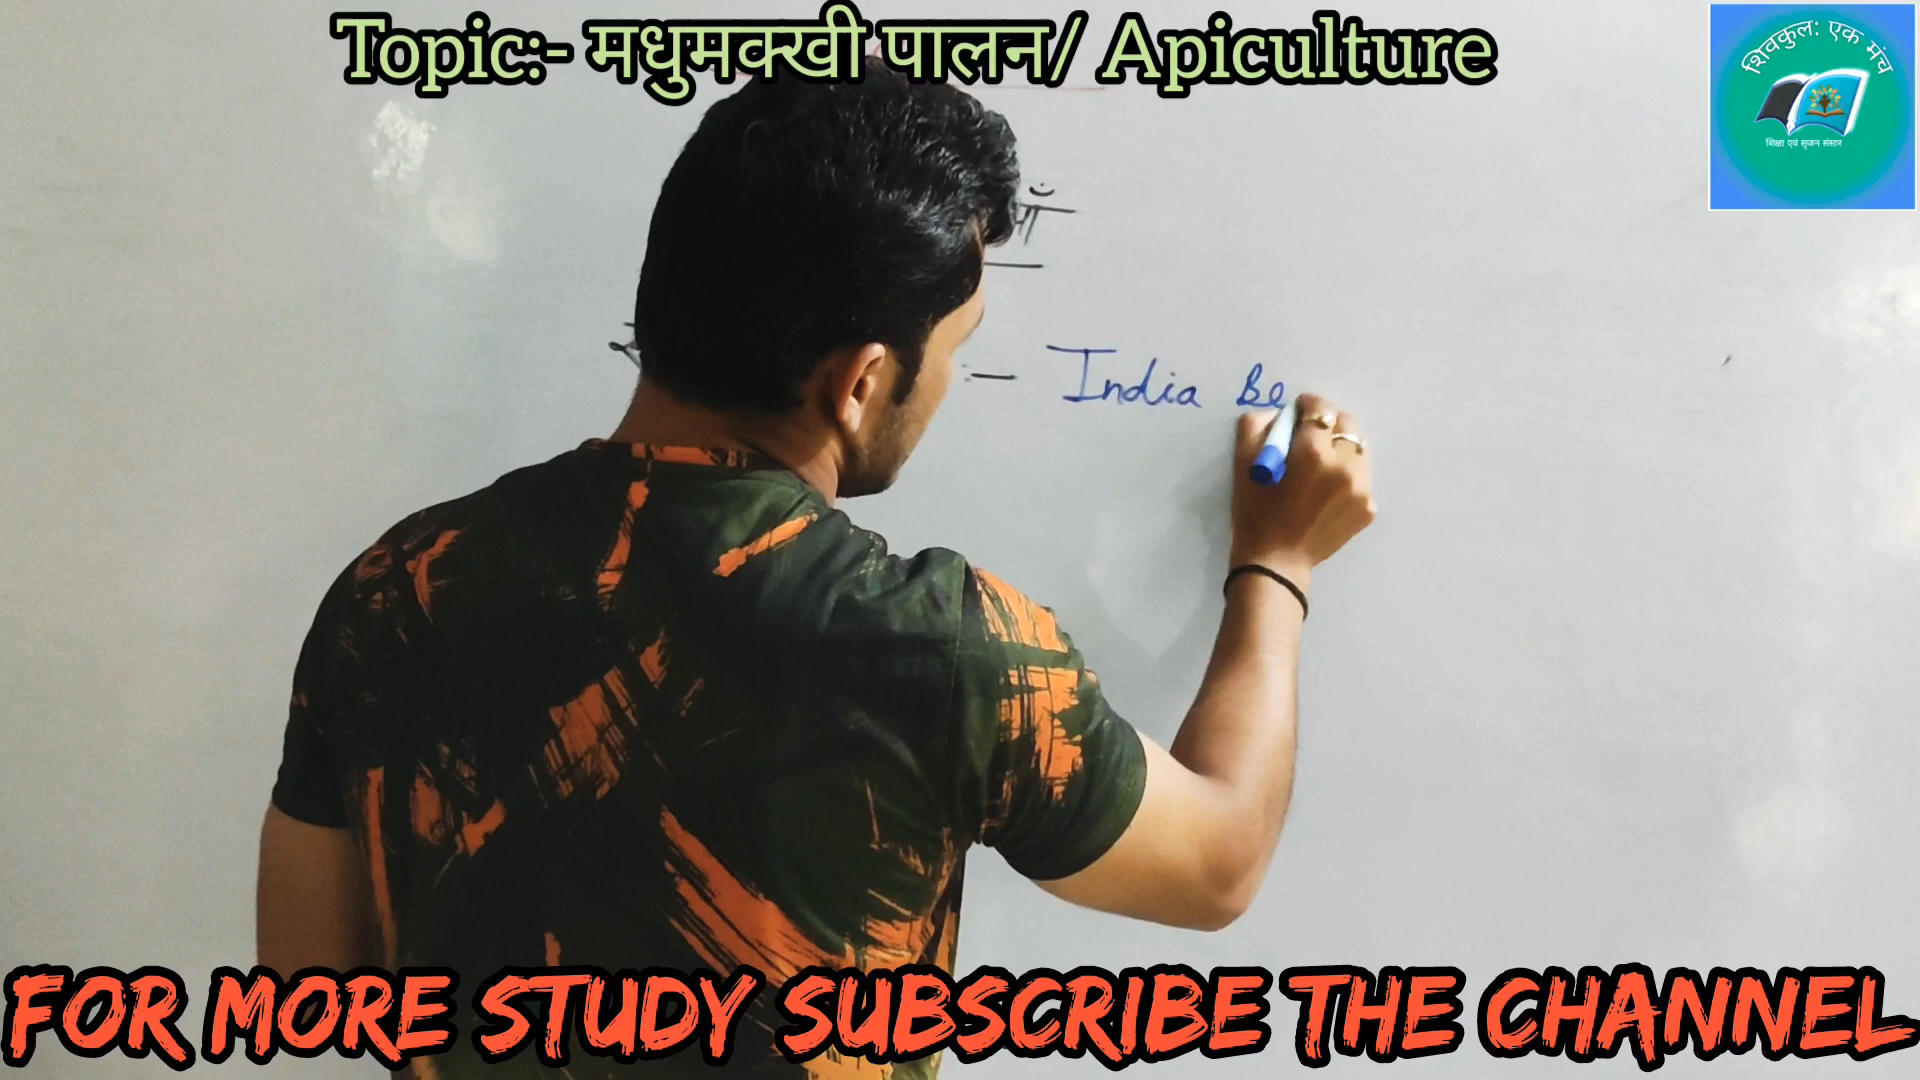 Topic:- मधुमक्खी पालन/ Apiculture
शिवकुल: एक मंच
शिक्षा एवं सृजन संसार
:- India Be
FOR MORE STUDY SUBSCRIBE THE CHANNEL